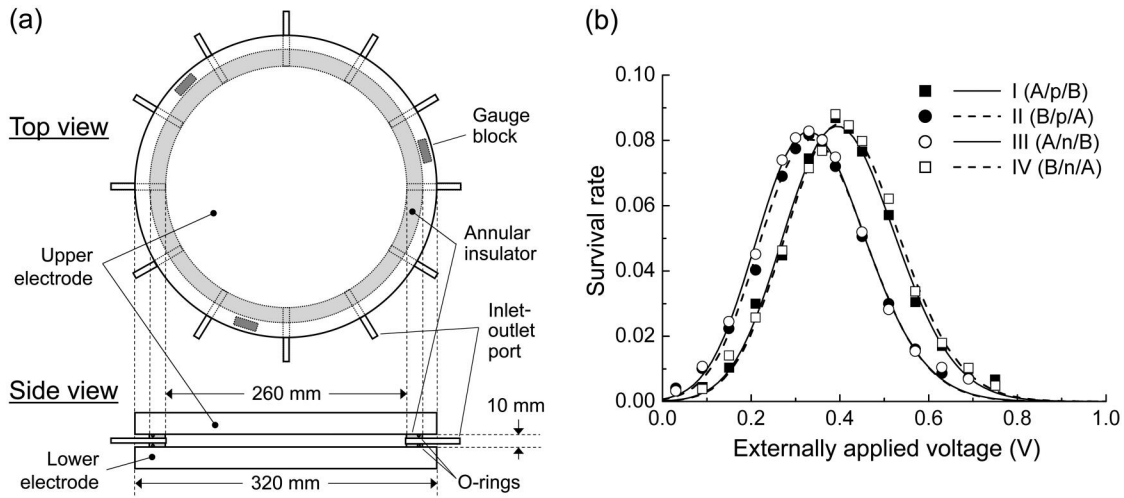 (a)
Top view
Gauge
block
Upper
electrode
Annular
insulator
Inlet-
outlet
port
Side view
260 mm
10 mm
Lower
electrode
320 mm
O-rings
(b)
0.10
0.08
0.06
0.04
0.02
0.00
Survival rate
I (A/p/B)
II (B/p/A)
III (A/n/B)
IV (B/n/A)
0.0 0.2 0.4 0.6 0.8 1.0
Externally applied voltage (V)